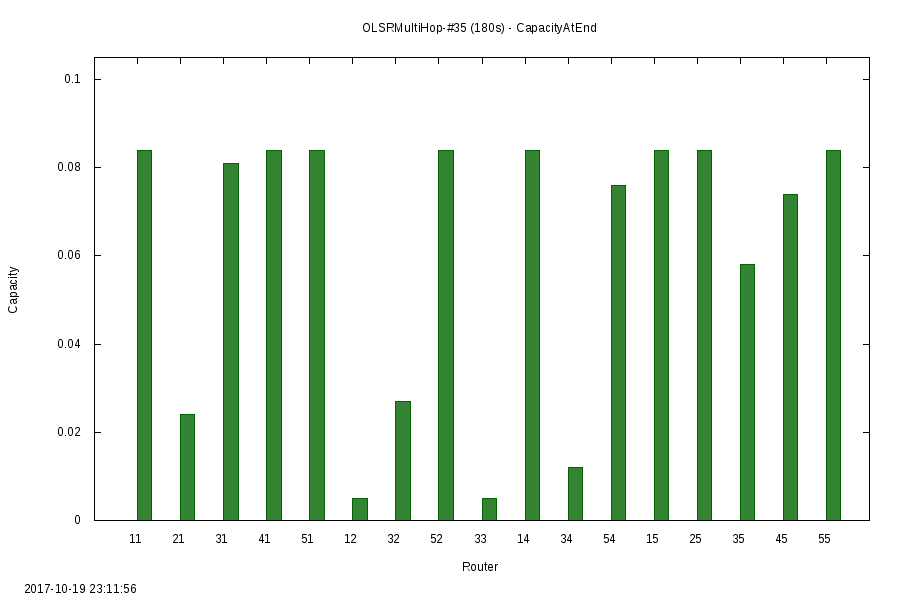 OLSRMultiHop-#35 (180s) - CapacityAtEnd
0.1
0.08
0.06
0.04
0.02
0
Capacity
11 21 31 41 51 12 32 52 33 14 34 54 15 25 35 45 55
Router
2017-10-19 23:11:56